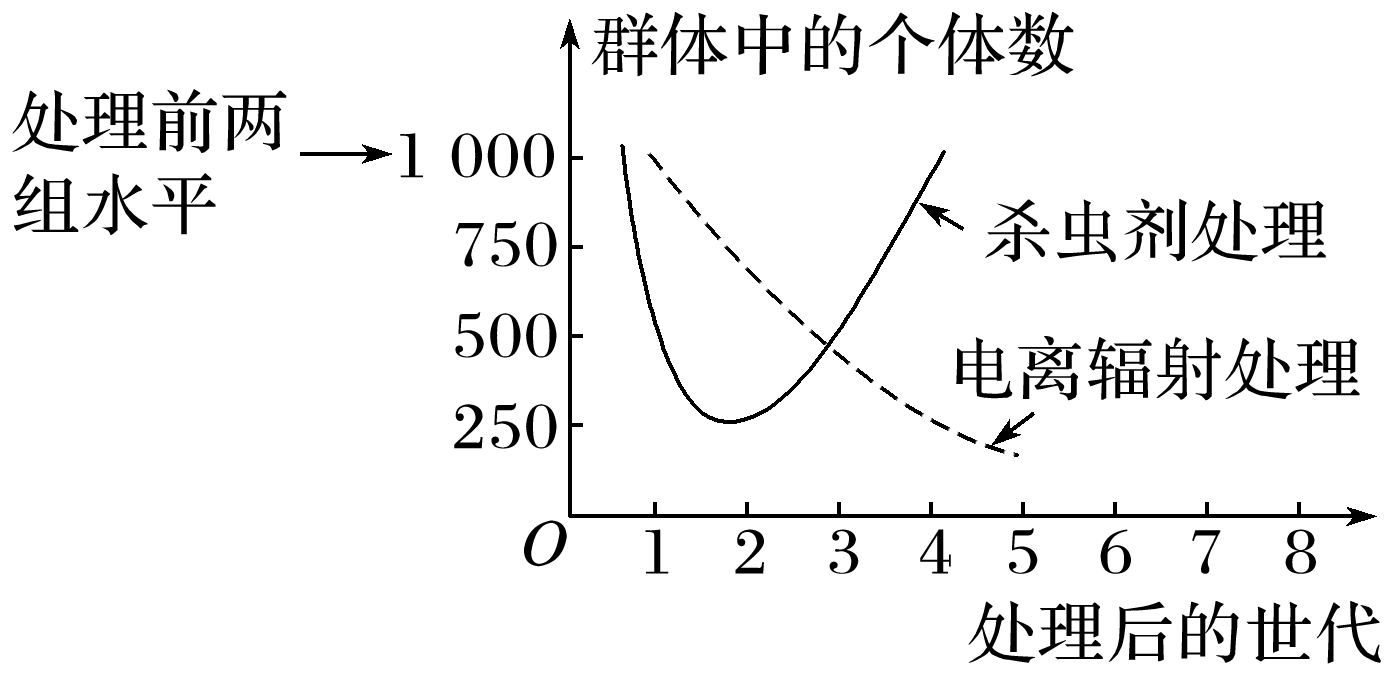 群体中的个体数
处理前两
组水平
1 000
750
500
250
杀虫剂处理
电离辐射处理
O
1 2 3 4 5 6 7 8
处理后的世代